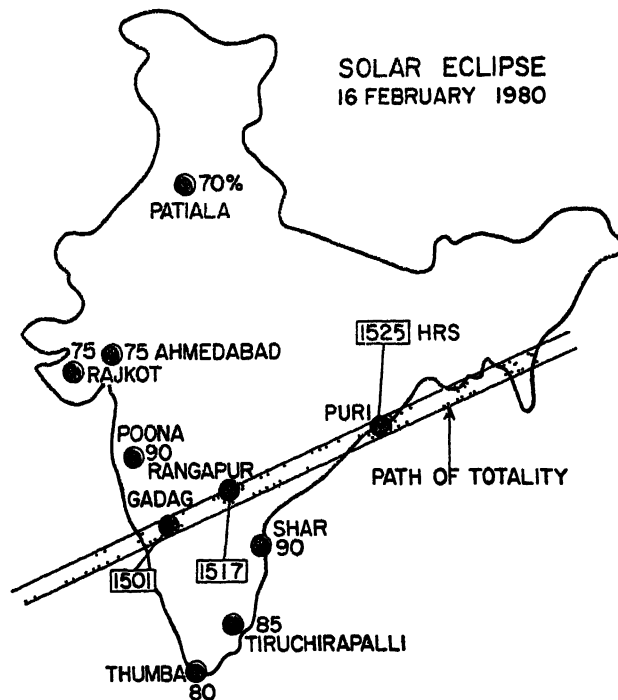 SOLAR ECLIPSE
16 FEBRUARY 1980
70%
PATIALA
1525 HRS
75 75 AHMEDABAD
RAJKOT
PURI
POONA
90
RANGAPUR
PATH OF TOTALITY
GADAG
SHAR
90
1517
1501
85
TIRUCHIRAPALLI
THUMBA
80